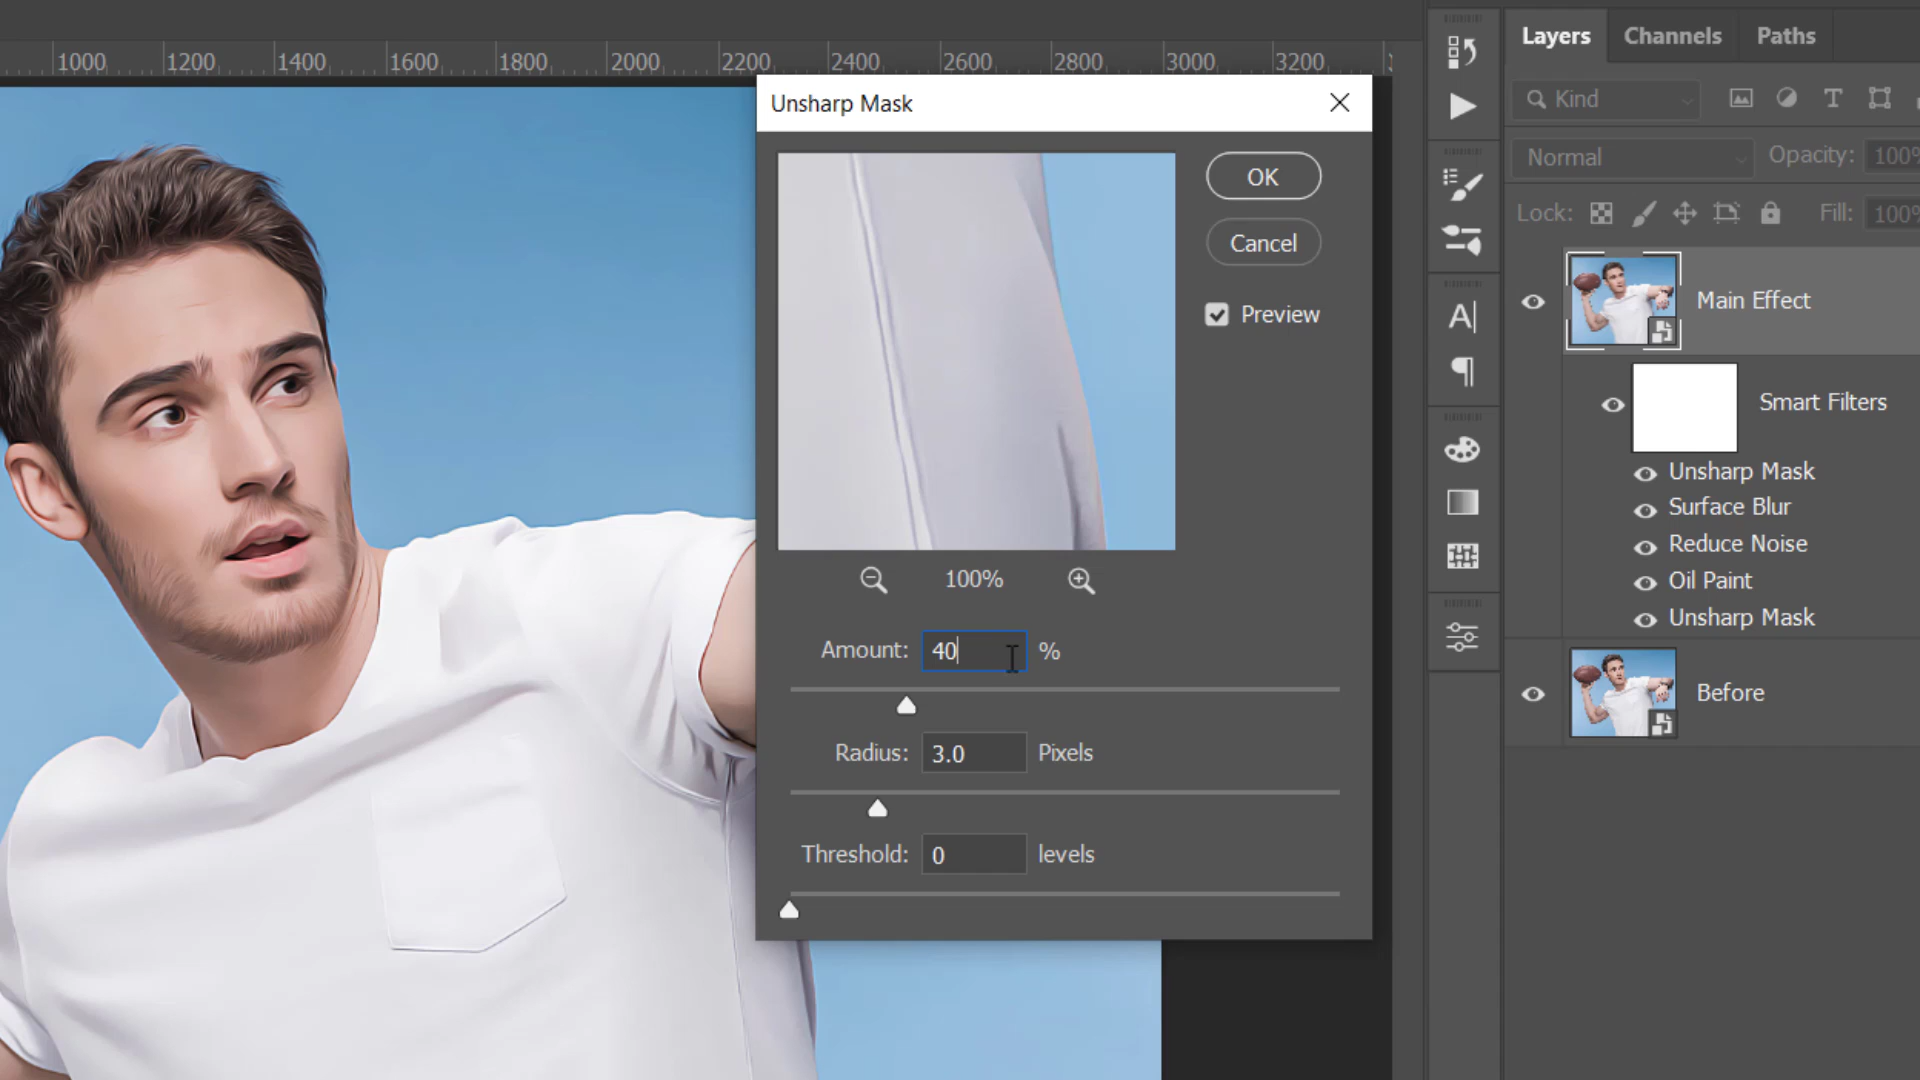 1000 1200 1400 1600 1800 2000 2200 2400 2600 2800 3000 3200
Unsharp Mask
OK
Cancel
Preview
100%
Amount: 40 %
Radius: 3.0 Pixels
Threshold: 0 levels
Layers Channels Paths
Kind
Normal Opacity: 100%
Lock: Fill: 100%
Main Effect
Smart Filters
Unsharp Mask
Surface Blur
Reduce Noise
Oil Paint
Unsharp Mask
Before